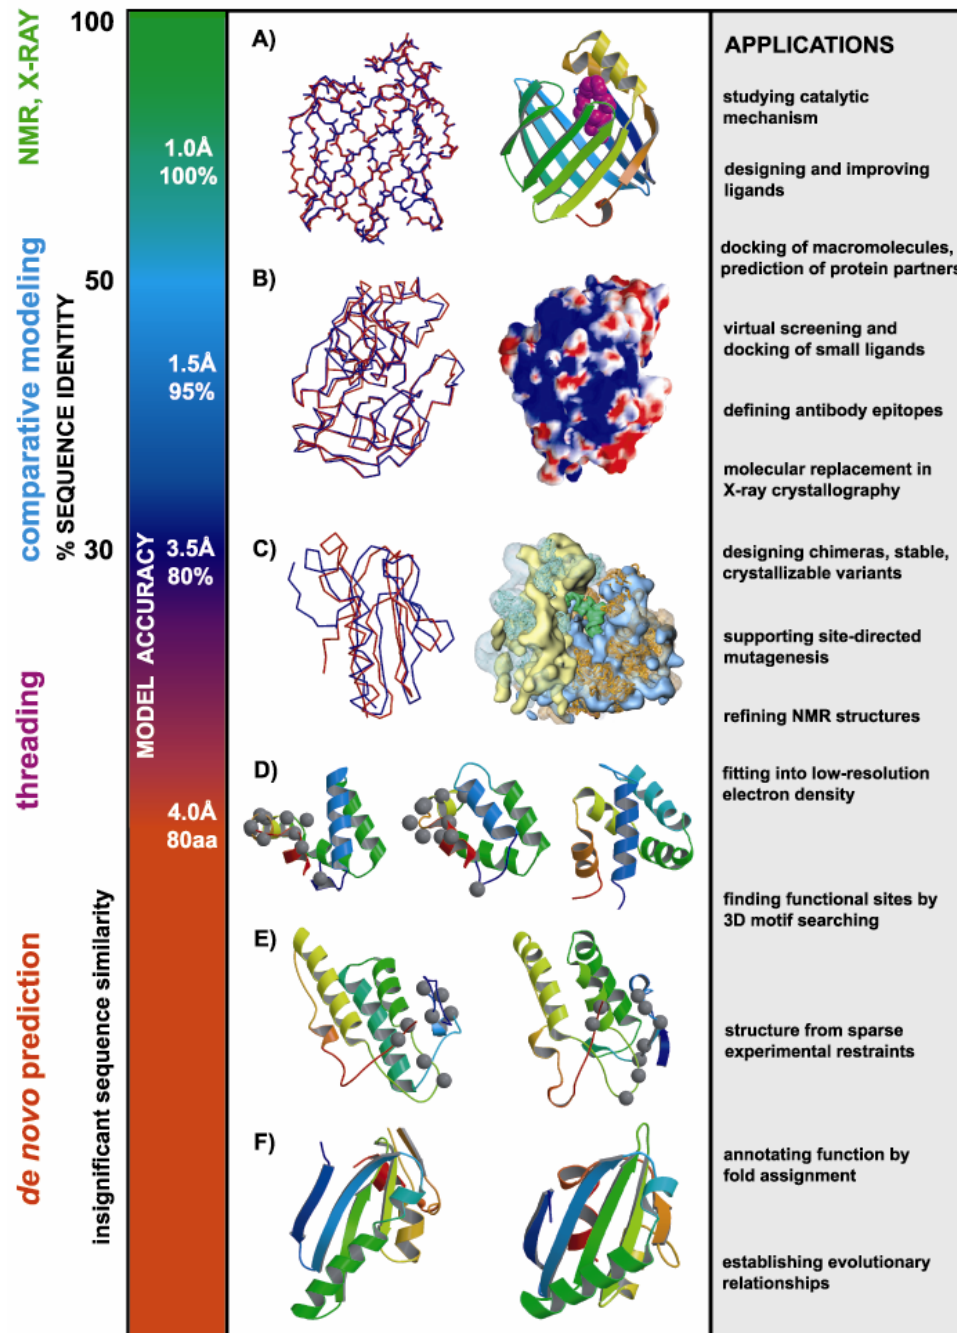 NMR, X-RAY
comparative modeling
threading
de novo prediction
% SEQUENCE IDENTITY
insignificant sequence similarity
100
50
30
MODEL ACCURACY
1.0Å
100%
1.5Å
95%
3.5Å
80%
4.0Å
80aa
A)
B)
C)
D)
E)
F)
APPLICATIONS
studying catalytic
mechanism
designing and improving
ligands
docking of macromolecules,
prediction of protein partners
virtual screening and
docking of small ligands
defining antibody epitopes
molecular replacement in
X-ray crystallography
designing chimeras, stable,
crystallizable variants
supporting site-directed
mutagenesis
refining NMR structures
fitting into low-resolution
electron density
finding functional sites by
3D motif searching
structure from sparse
experimental restraints
annotating function by
fold assignment
establishing evolutionary
relationships